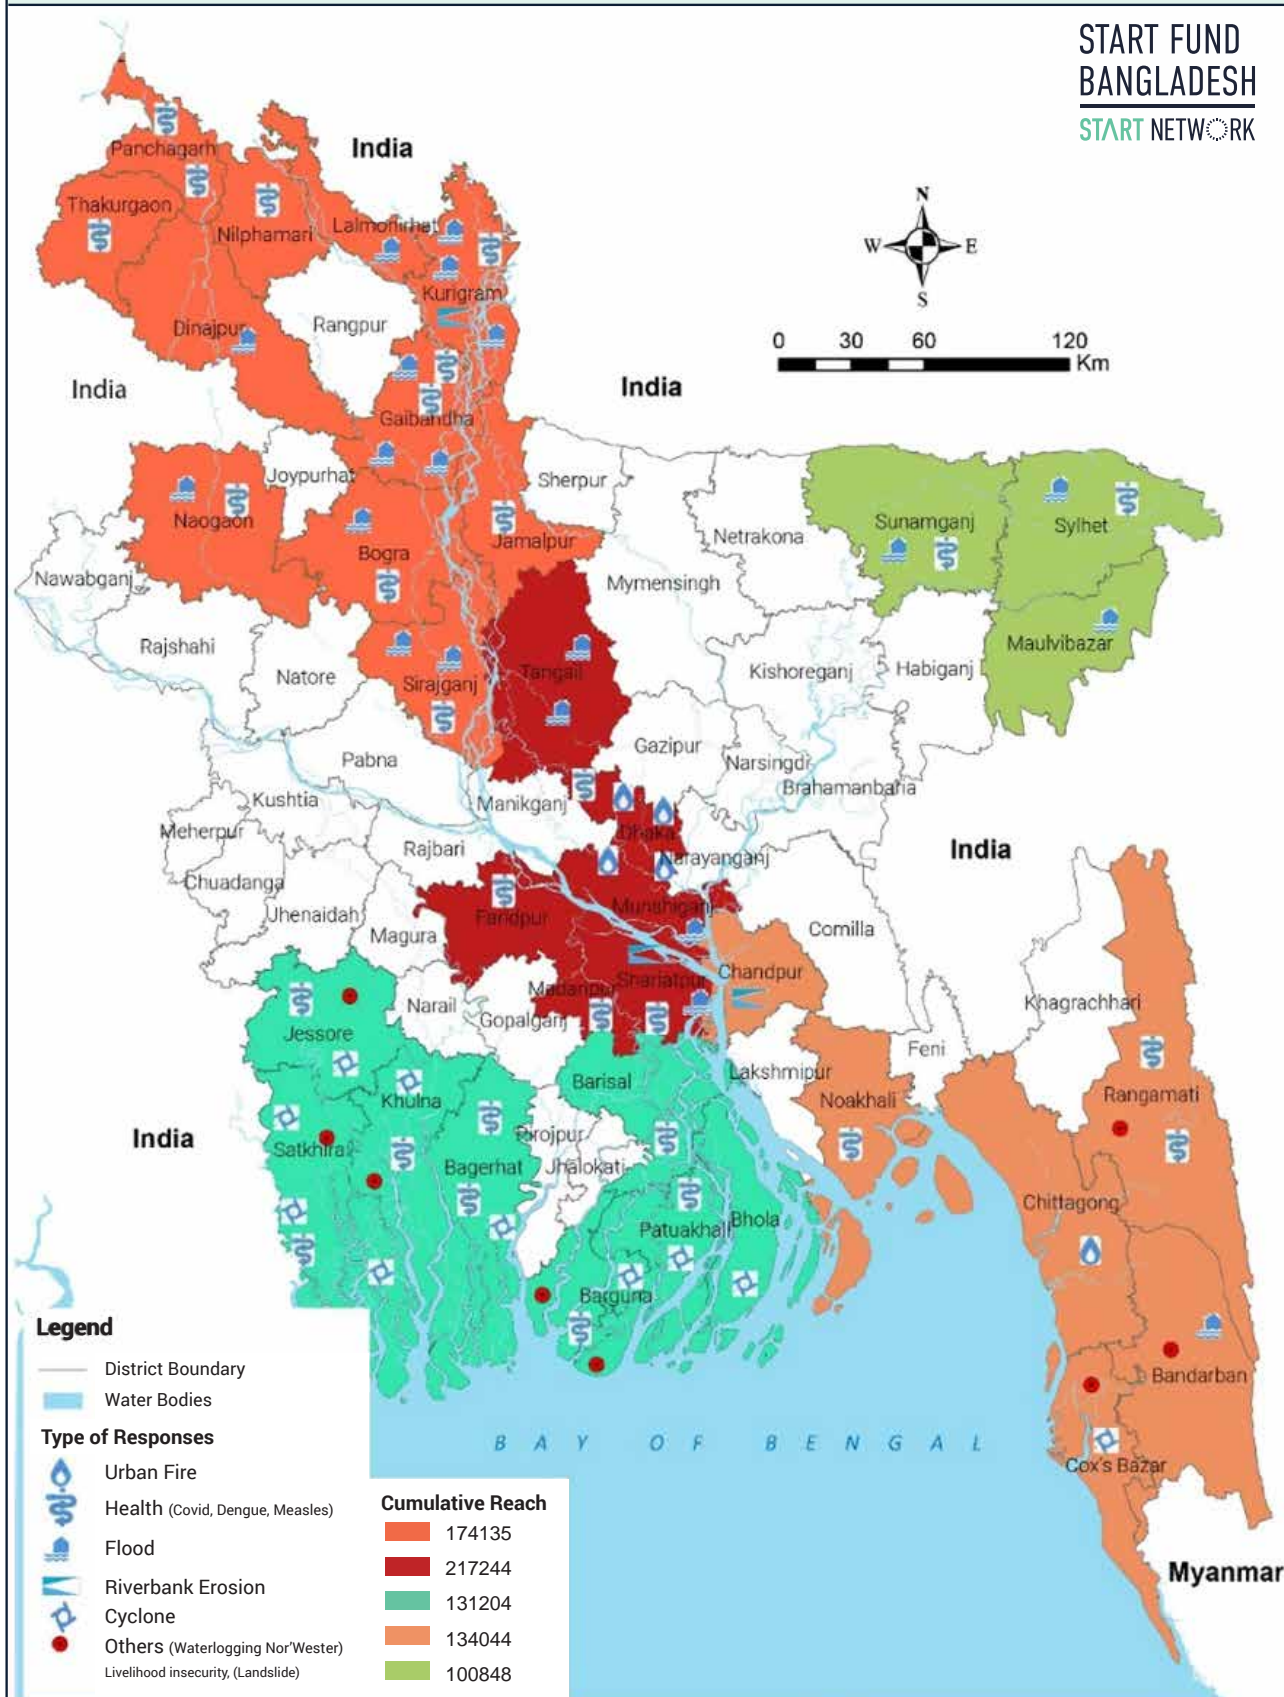 START FUND
BANGLADESH
START NETWORK
India
Panchagarh
Thakurgaon
Nilphamari
Lalmonirhat
N
W
E
S
Kurigram
Dinajpur
Rangpur
0 30 60 120
Km
India
India
Gaibandha
Joypurhat
Sherpur
Naogaon
Bogra
Jamalpur
Netrakona
Sunamganj
Sylhet
Nawabganj
Mymensingh
Rajshahi
Natore
Sirajganj
Tangail
Kishoreganj
Habiganj
Maulvibazar
Pabna
Gazipur
Narsingdi
Brahamanbaria
Kushtia
Manikganj
Meherpur
Dhaka
Rajbari
Narayanganj
India
Chuadanga
Jhenaidah
Magura
Faridpur
Munshiganj
Comilla
Narail
Gopalganj
Madaripur
Shariatpur
Chandpur
Khagrachhari
Jessore
Feni
Barisal
Lakshmipur
Khulna
Noakhali
Rangamati
India
Satkhira
Pirojpur
Bagerhat
Jhalokati
Patuakhali
Bhola
Chittagong
Barguna
Bandarban
BAY OF BENGAL
Cox's Bazar
Myanmar
Legend
District Boundary
Water Bodies
Type of Responses
Urban Fire
Health (Covid, Dengue, Measles)
Flood
Riverbank Erosion
Cyclone
Others (Waterlogging Nor'Wester)
Livelihood insecurity, (Landslide)
Cumulative Reach
174135
217244
131204
134044
100848